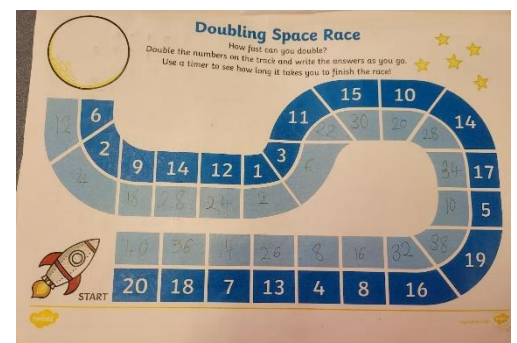 Doubling Space Race
How fast can you double?
Double the numbers on the track and write the answers as you go.
Use a timer to see how long it takes you to finish the race!
15 10
11 14
22 30 20 28
6 12
2 3 6
9 14 12 1
34 17
18 28 24 2
10 5
40 36 4 26 8 16 32 38
19
START 20 18 7 13 4 8 16
twinkl